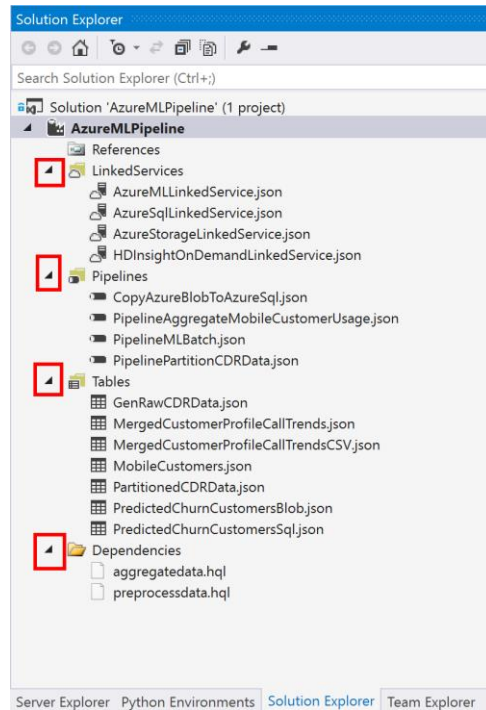 Solution Explorer
Search Solution Explorer (Ctrl+;)
Solution 'AzureMLPipeline' (1 project)
AzureMLPipeline
References
LinkedServices
AzureMLLinkedService.json
AzureSqlLinkedService.json
AzureStorageLinkedService.json
HDInsightOnDemandLinkedService.json
Pipelines
CopyAzureBlobToAzureSql.json
PipelineAggregateMobileCustomerUsage.json
PipelineMLBatch.json
PipelinePartitionCDRData.json
Tables
GenRawCDRData.json
MergedCustomerProfileCallTrends.json
MergedCustomerProfileCallTrendsCSV.json
MobileCustomers.json
PartitionedCDRData.json
PredictedChurnCustomersBlob.json
PredictedChurnCustomersSql.json
Dependencies
aggregatedata.hql
preprocessdata.hql
Server Explorer Python Environments Solution Explorer Team Explorer